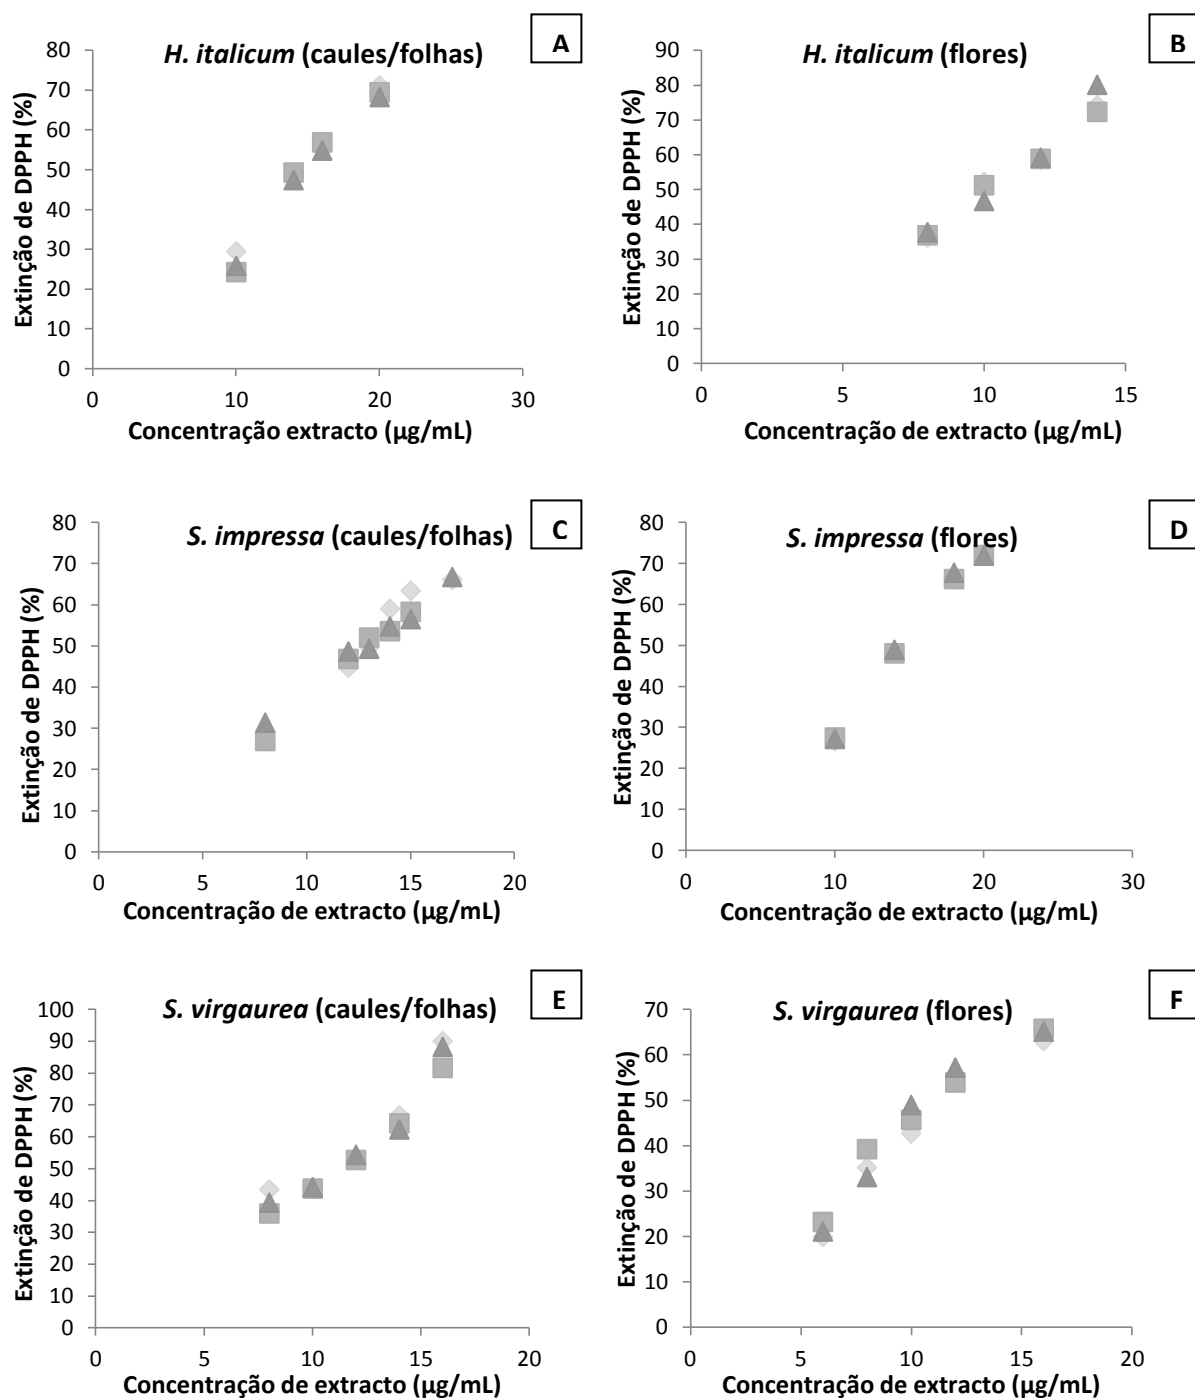 H. italicum (caules/folhas)
A
Extinção de DPPH (%)
80
70
60
50
40
30
20
10
0
0 10 20 30
Concentração extracto (µg/mL)
H. italicum (flores)
B
Extinção de DPPH (%)
90
80
70
60
50
40
30
20
10
0
0 5 10 15
Concentração de extracto (µg/mL)
S. impressa (caules/folhas)
C
Extinção de DPPH (%)
80
70
60
50
40
30
20
10
0
0 5 10 15 20
Concentração de extracto (µg/mL)
S. impressa (flores)
D
Extinção de DPPH (%)
80
70
60
50
40
30
20
10
0
0 10 20 30
Concentração de extracto (µg/mL)
S. virgaurea (caules/folhas)
E
Extinção de DPPH (%)
100
90
80
70
60
50
40
30
20
10
0
0 5 10 15 20
Concentração de extracto (µg/mL)
S. virgaurea (flores)
F
Extinção de DPPH (%)
70
60
50
40
30
20
10
0
0 5 10 15 20
Concentração de extracto (µg/mL)